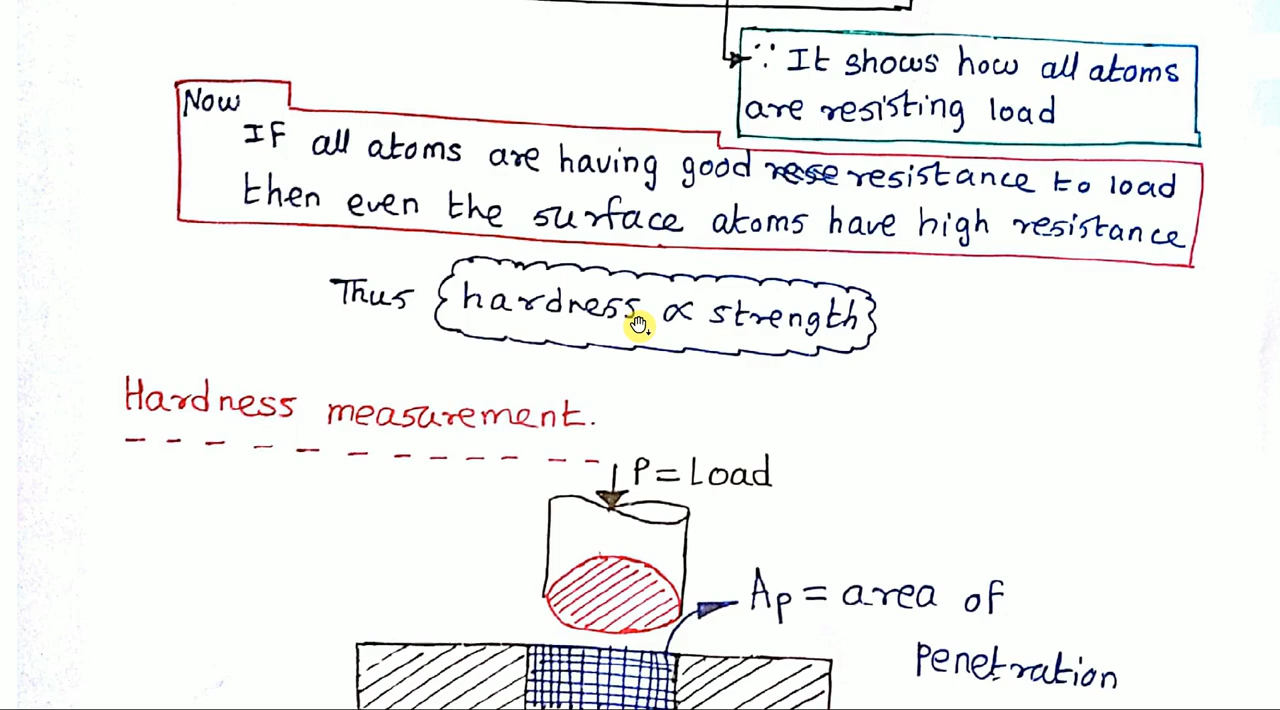 ∵ It shows how all atoms
are resisting load
Now
IF all atoms are having good rese resistance to load
then even the surface atoms have high resistance
Thus {hardness ∝ strength}
Hardness measurement.
P = Load
Ap = area of
penetration